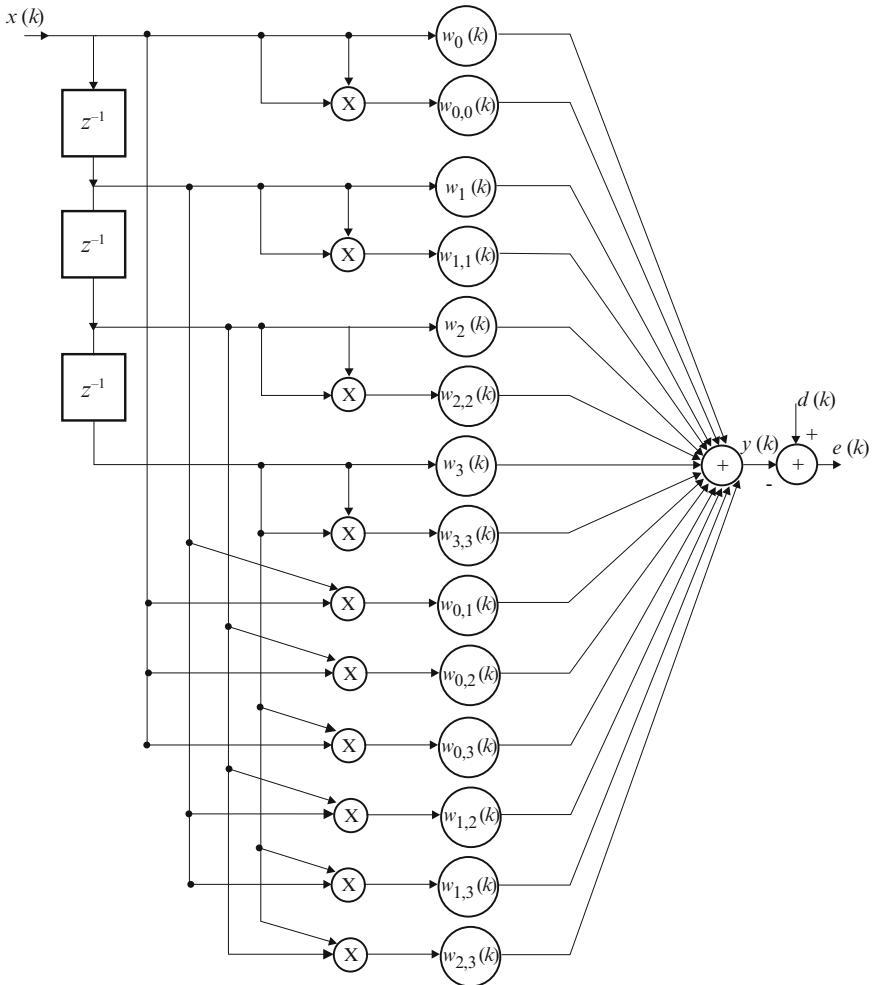 x (k)
w₀ (k)
z⁻¹
X
w₀,₀ (k)
w₁ (k)
z⁻¹
X
w₁,₁ (k)
w₂ (k)
z⁻¹
X
w₂,₂ (k)
d (k)
+
w₃ (k)
+
y (k)
-
+
e (k)
X
w₃,₃ (k)
X
w₀,₁ (k)
X
w₀,₂ (k)
X
w₀,₃ (k)
X
w₁,₂ (k)
X
w₁,₃ (k)
X
w₂,₃ (k)